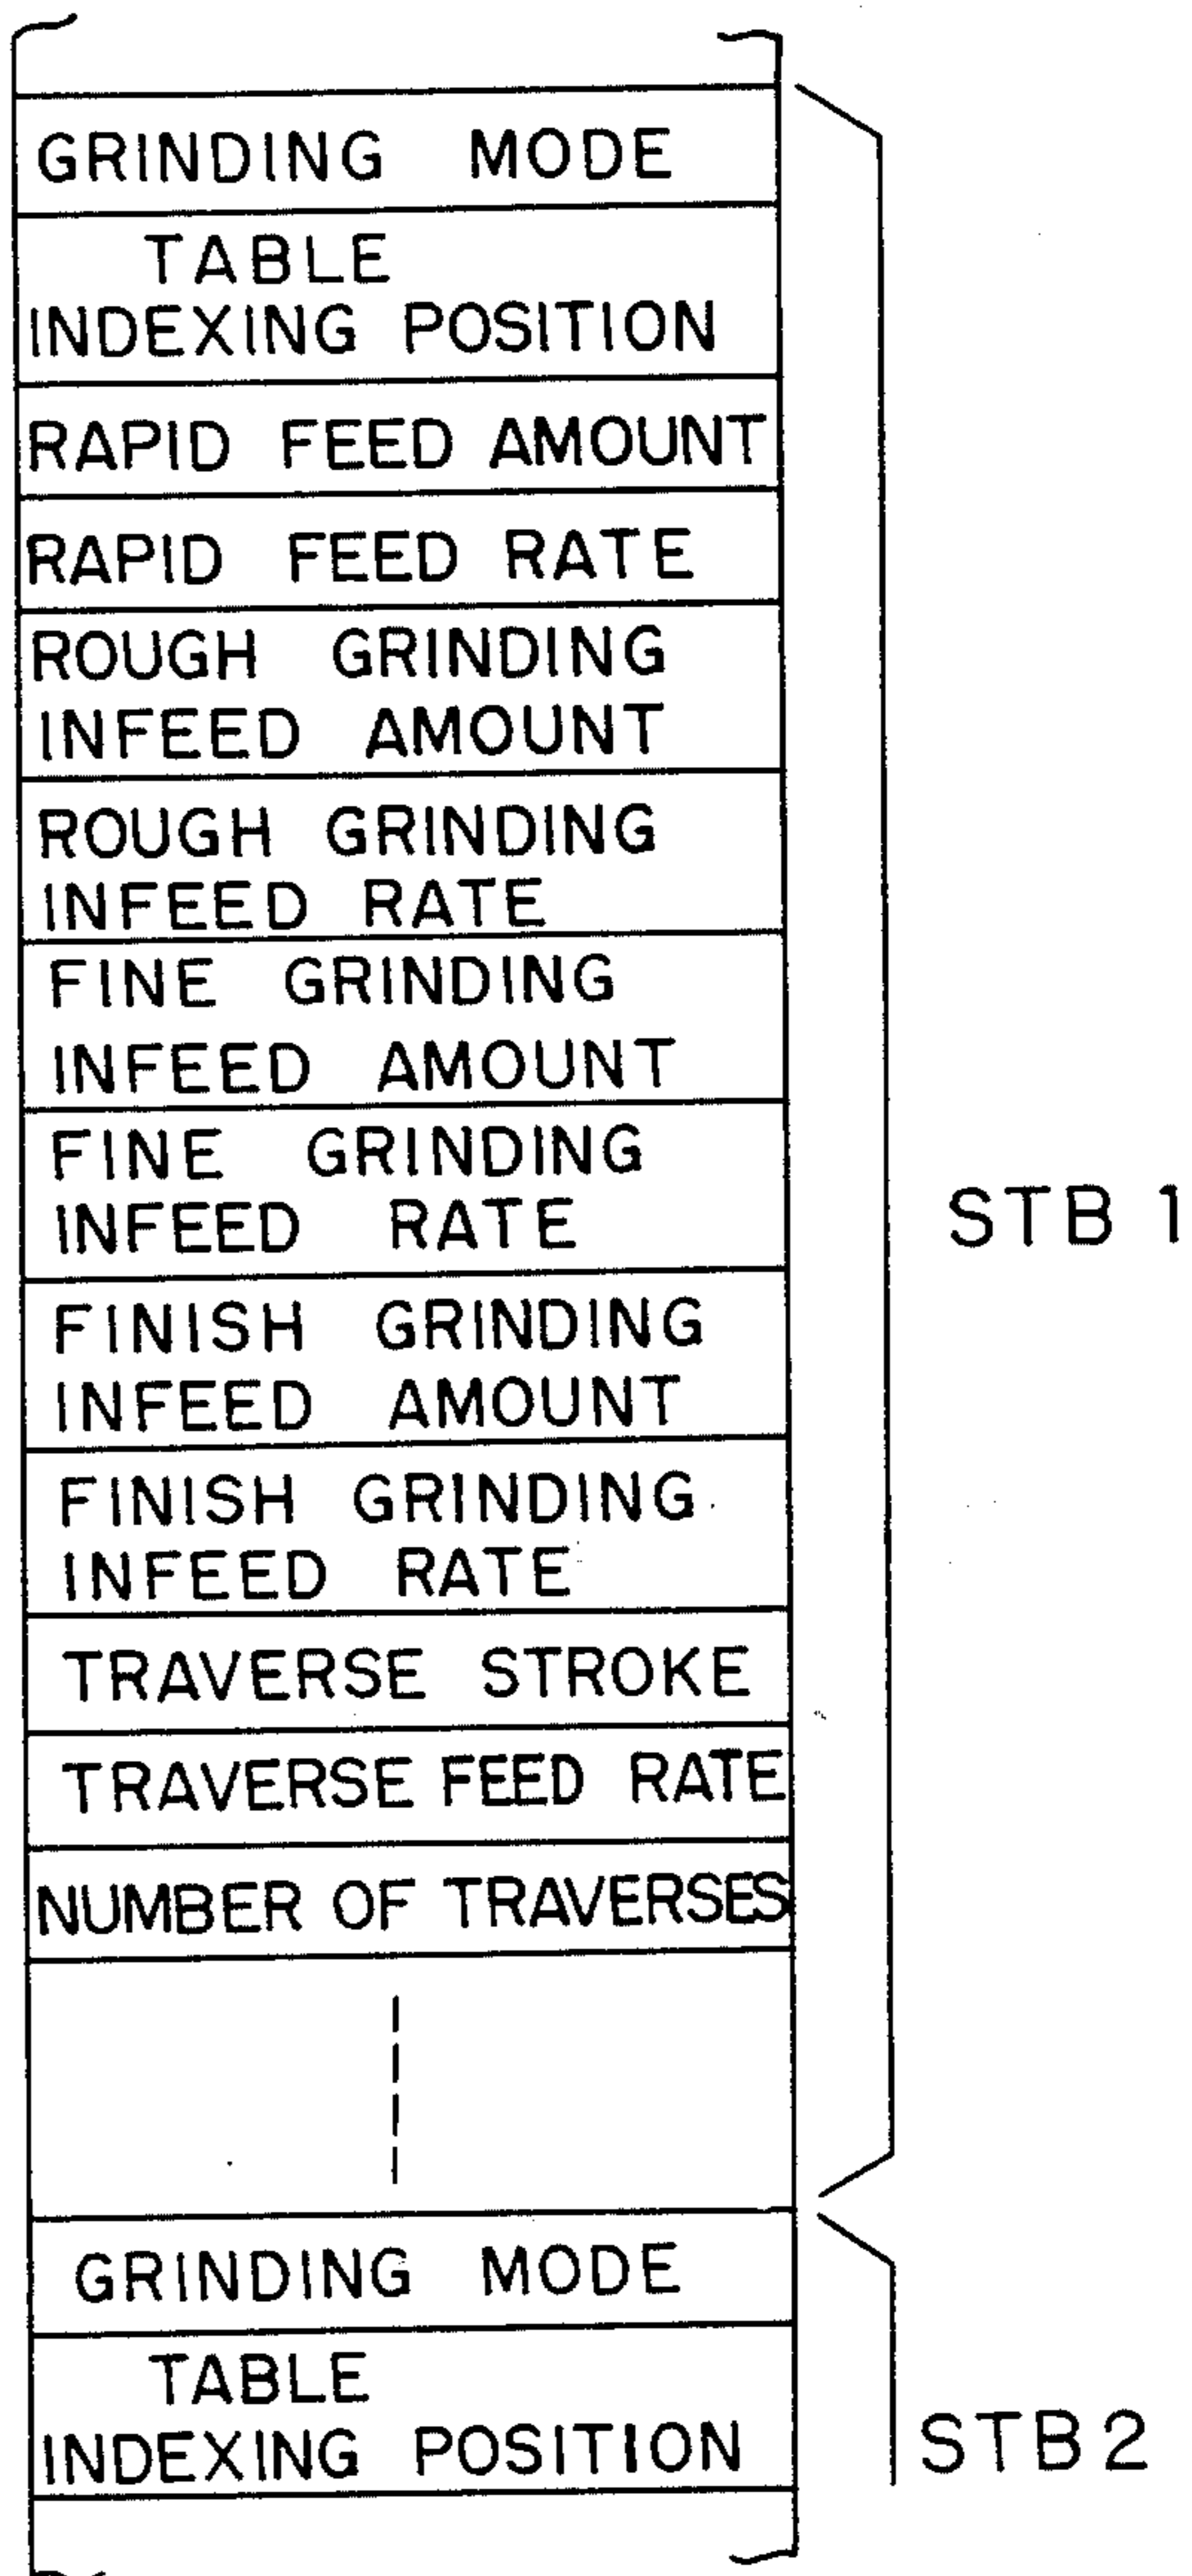 GRINDING MODE
TABLE
INDEXING POSITION
RAPID FEED AMOUNT
RAPID FEED RATE
ROUGH GRINDING
INFEED AMOUNT
ROUGH GRINDING
INFEED RATE
FINE GRINDING
INFEED AMOUNT
FINE GRINDING
INFEED RATE
FINISH GRINDING
INFEED AMOUNT
FINISH GRINDING
INFEED RATE
TRAVERSE STROKE
TRAVERSE FEED RATE
NUMBER OF TRAVERSES
STB 1
GRINDING MODE
TABLE
INDEXING POSITION
STB 2